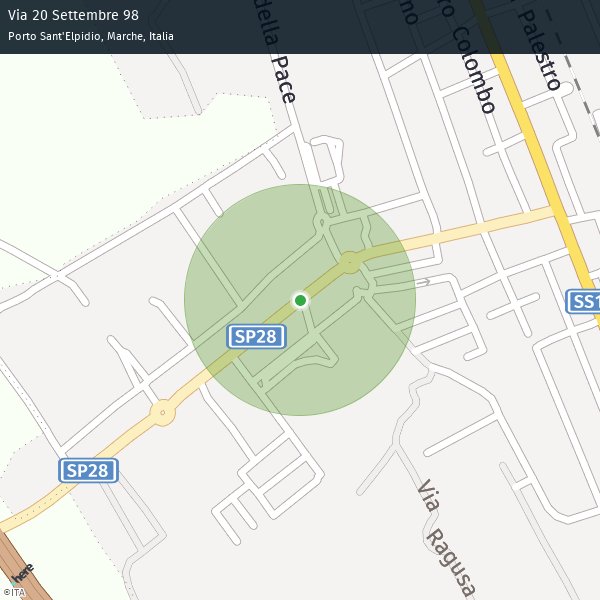 Via 20 Settembre 98
Porto Sant'Elpidio, Marche, Italia
della Pace
Colombo
Palestro
SS1
SP28
SP28
Via Ragusa
here
©ITA